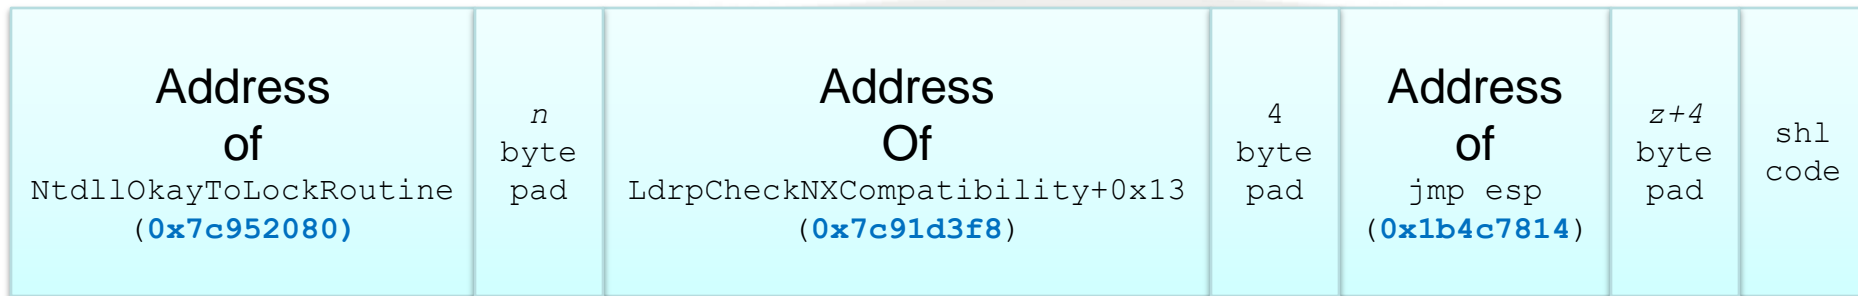 Address
of
NtdllOkayToLockRoutine
(0x7c952080)
n
byte
pad
Address
Of
LdrpCheckNXCompatibility+0x13
(0x7c91d3f8)
4
byte
pad
Address
of
jmp esp
(0x1b4c7814)
z+4
byte
pad
shl
code